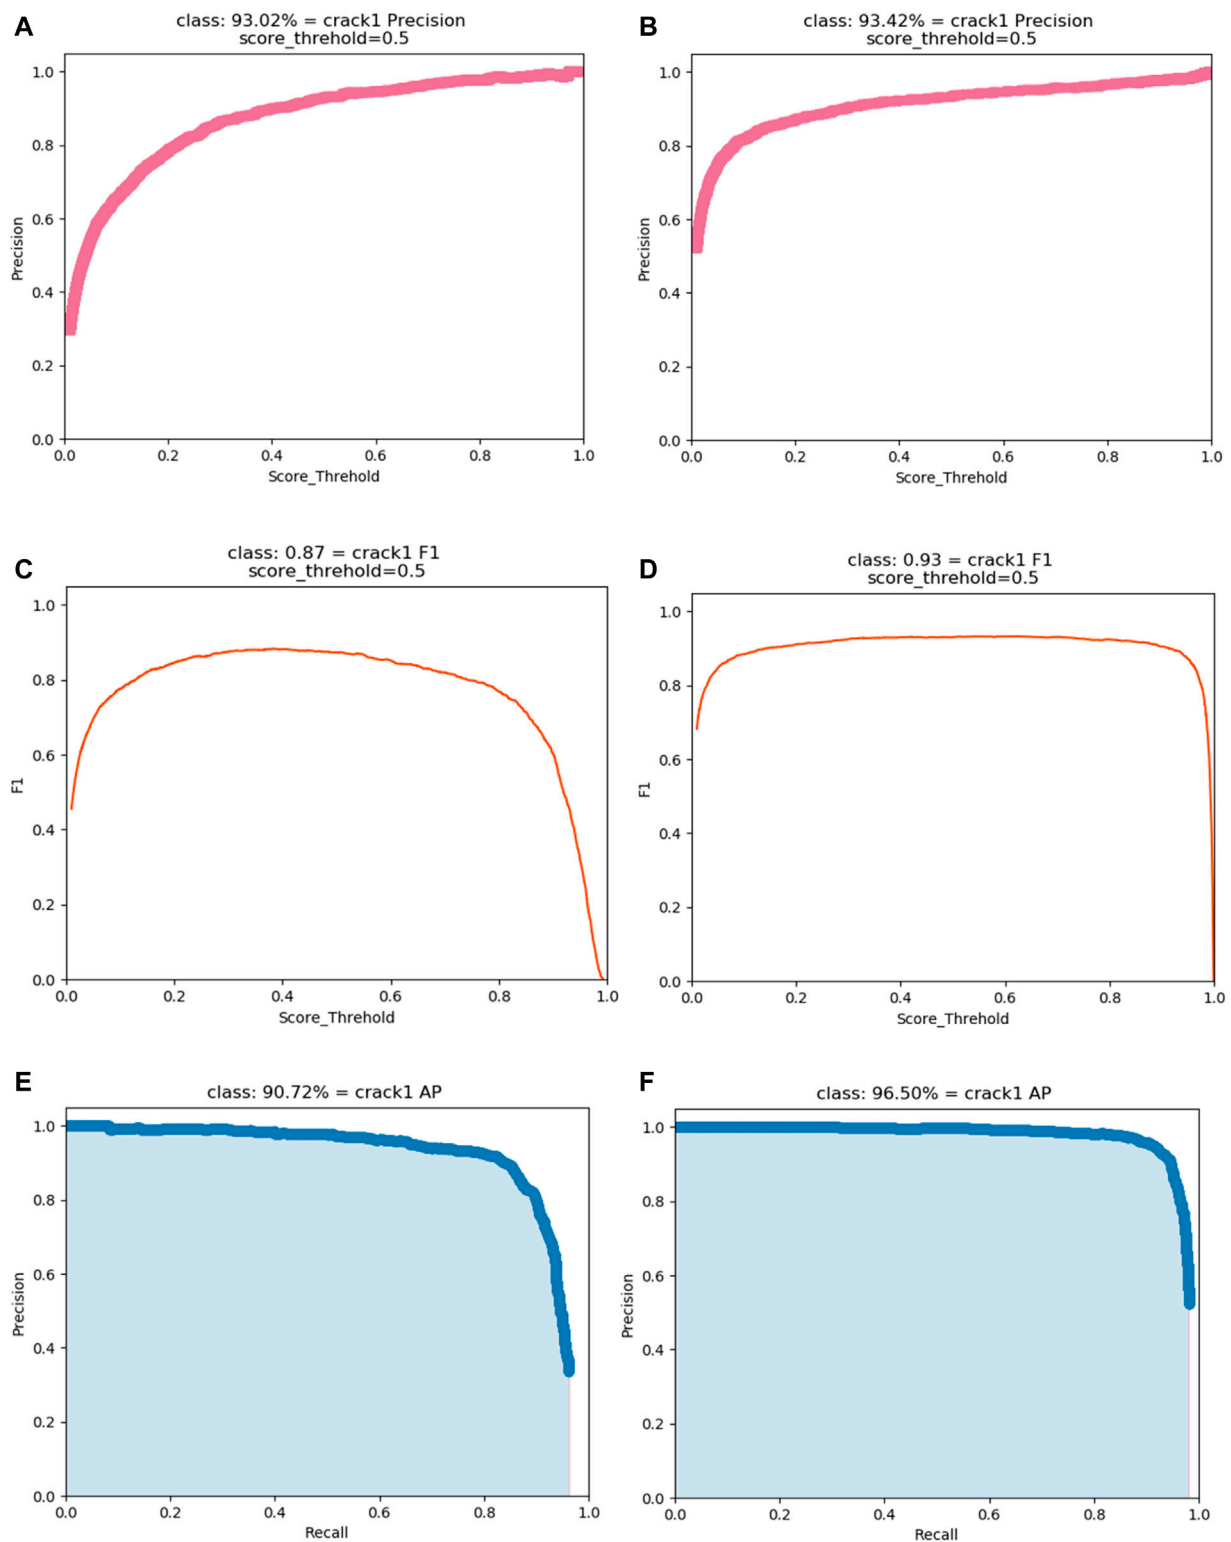 A
class: 93.02% = crack1 Precision
score_threhold=0.5
1.0
0.8
0.6
0.4
0.2
0.0
Precision
0.0 0.2 0.4 0.6 0.8 1.0
Score_Threhold
B
class: 93.42% = crack1 Precision
score_threhold=0.5
1.0
0.8
0.6
0.4
0.2
0.0
Precision
0.0 0.2 0.4 0.6 0.8 1.0
Score_Threhold
C
class: 0.87 = crack1 F1
score_threhold=0.5
1.0
0.8
0.6
0.4
0.2
0.0
F1
0.0 0.2 0.4 0.6 0.8 1.0
Score_Threhold
D
class: 0.93 = crack1 F1
score_threhold=0.5
1.0
0.8
0.6
0.4
0.2
0.0
F1
0.0 0.2 0.4 0.6 0.8 1.0
Score_Threhold
E
class: 90.72% = crack1 AP
1.0
0.8
0.6
0.4
0.2
0.0
Precision
0.0 0.2 0.4 0.6 0.8 1.0
Recall
F
class: 96.50% = crack1 AP
1.0
0.8
0.6
0.4
0.2
0.0
Precision
0.0 0.2 0.4 0.6 0.8 1.0
Recall